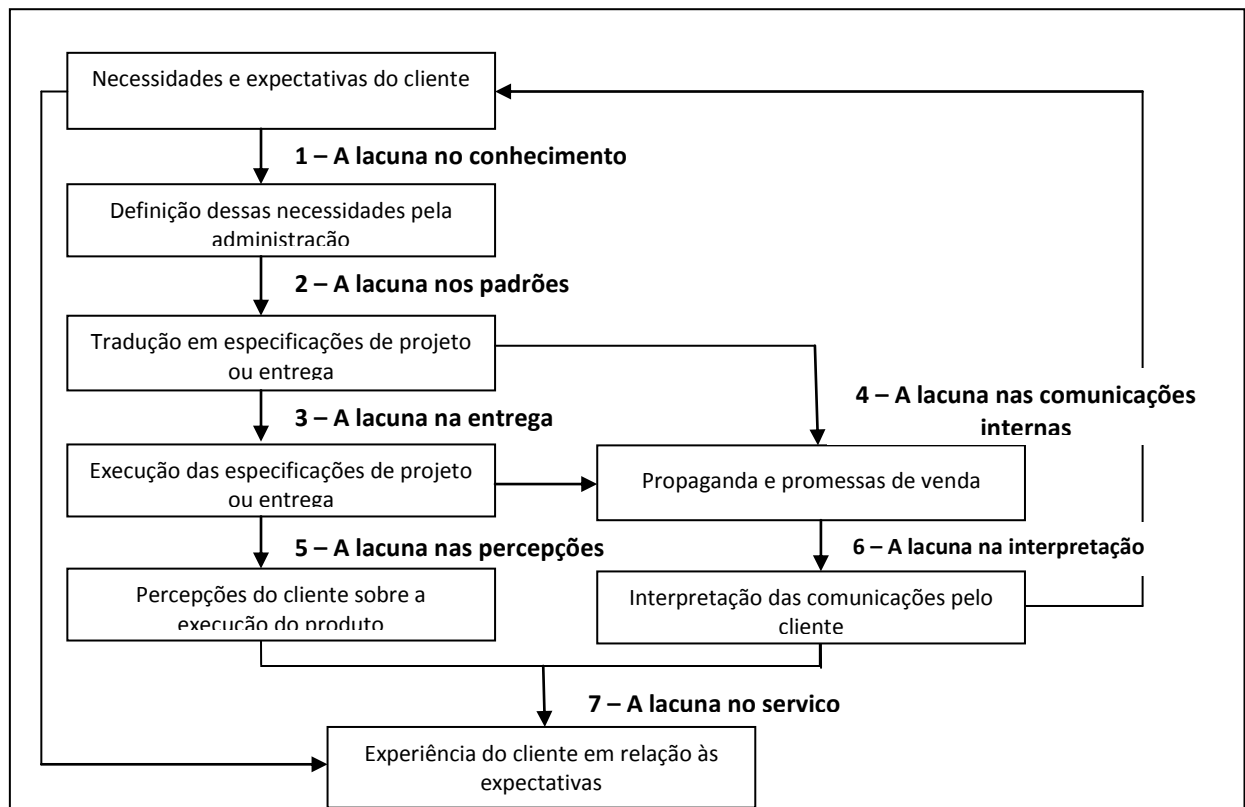 Necessidades e expectativas do cliente
1 – A lacuna no conhecimento
Definição dessas necessidades pela
administração
2 – A lacuna nos padrões
Tradução em especificações de projeto
ou entrega
3 – A lacuna na entrega
4 – A lacuna nas comunicações
internas
Execução das especificações de projeto
ou entrega
Propaganda e promessas de venda
5 – A lacuna nas percepções
6 – A lacuna na interpretação
Percepções do cliente sobre a
execução do produto
Interpretação das comunicações pelo
cliente
7 – A lacuna no serviço
Experiência do cliente em relação às
expectativas